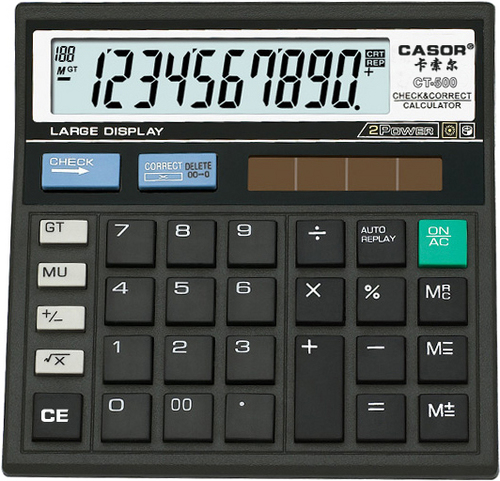 188
M GT
1234567890.
CRT
REP
+
CASOR®
卡索尔
CT-500
CHECK&CORRECT
CALCULATOR
LARGE DISPLAY
2POWER
CHECK
CORRECT DELETE
00→0
GT 7 8 9 ÷ AUTO REPLAY ON/AC
MU 4 5 6 × % MRC
+/− 1 2 3 + − M=
√x
CE 0 00 · = M±